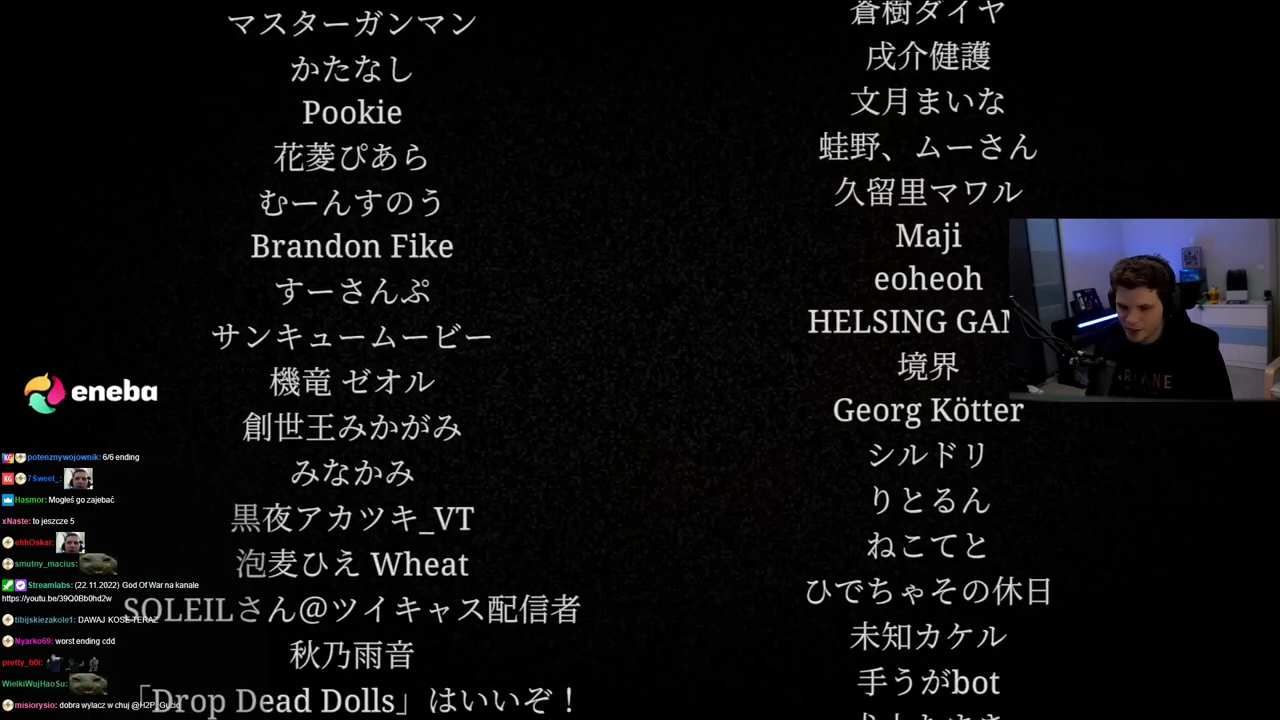 マスターガンマン
かたなし
Pookie
花菱ぴあら
むーんすのう
Brandon Fike
すーさんぷ
サンキュームービー
機竜 ゼオル
創世王みかがみ
みなかみ
黒夜アカツキ_VT
泡麦ひえ Wheat
SOLEILさん@ツイキャス配信者
秋乃雨音
「Drop Dead Dolls」はいいぞ！
蒼樹ダイヤ
戌介健護
文月まいな
蛙野、ムーさん
久留里マワル
Maji
eoheoh
HELSING GAM
境界
Georg Kötter
シルドリ
りとるん
ねこてと
ひでちゃその休日
未知カケル
手うがbot
eneba
potenznywojownik: 6/6 ending
7Sweet_:
Hasmor: Mogłeś go zajebać
xNaste: to jeszcze 5
ehhOskar:
smutny_macius:
Streamlabs: (22.11.2022) God Of War na kanale
https://youtu.be/39Q0Bb0hd2w
tibijskiezakole1: DAWAJ KOSE TERAZ
Nyarko69: worst ending cdd
pretty_b0i:
WielkiWujHaoSu:
misiorysio: dobra wylacz w chuj @H2P_Gucio